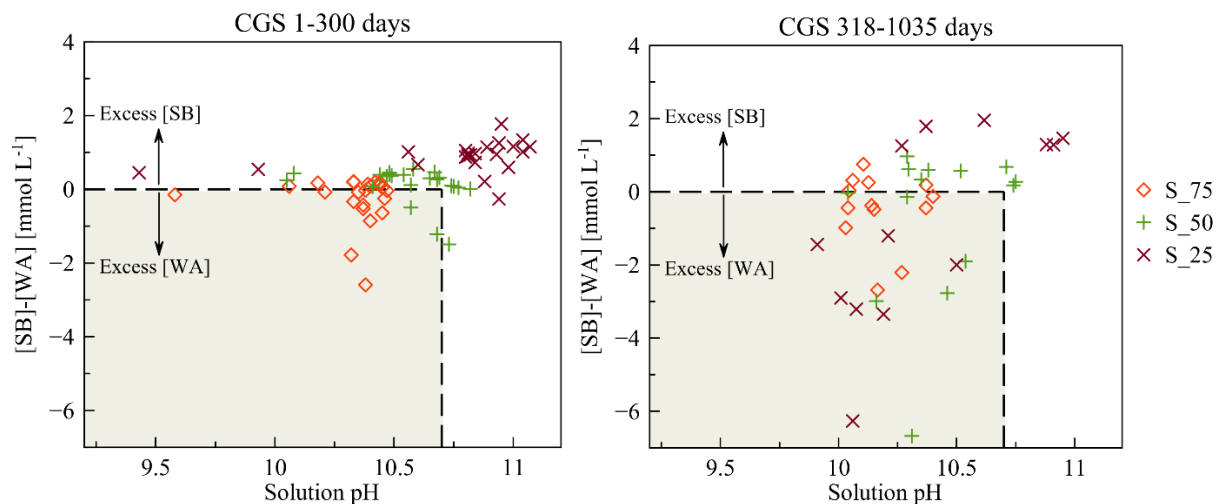 CGS 1-300 days
[SB]-[WA] [mmol L⁻¹]
4
2
0
−2
−4
−6
Excess [SB]
Excess [WA]
9.5
10
10.5
11
Solution pH
CGS 318-1035 days
[SB]-[WA] [mmol L⁻¹]
4
2
0
−2
−4
−6
Excess [SB]
Excess [WA]
9.5
10
10.5
11
Solution pH
S_75
S_50
S_25